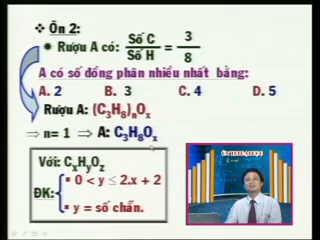 ❖ Ôn 2:
• Rượu A có: Số C / Số H = 3 / 8
A có số đồng phân nhiều nhất bằng:
A. 2 B. 3 C. 4 D. 5
Rượu A: (C₃H₈)ₙOₓ
⇒ n= 1 ⇒ A: C₃H₈Oₓ
Với: CₓHᵧO_z
ĐK:
• 0 < y ≤ 2.x + 2
• y = số chẵn.